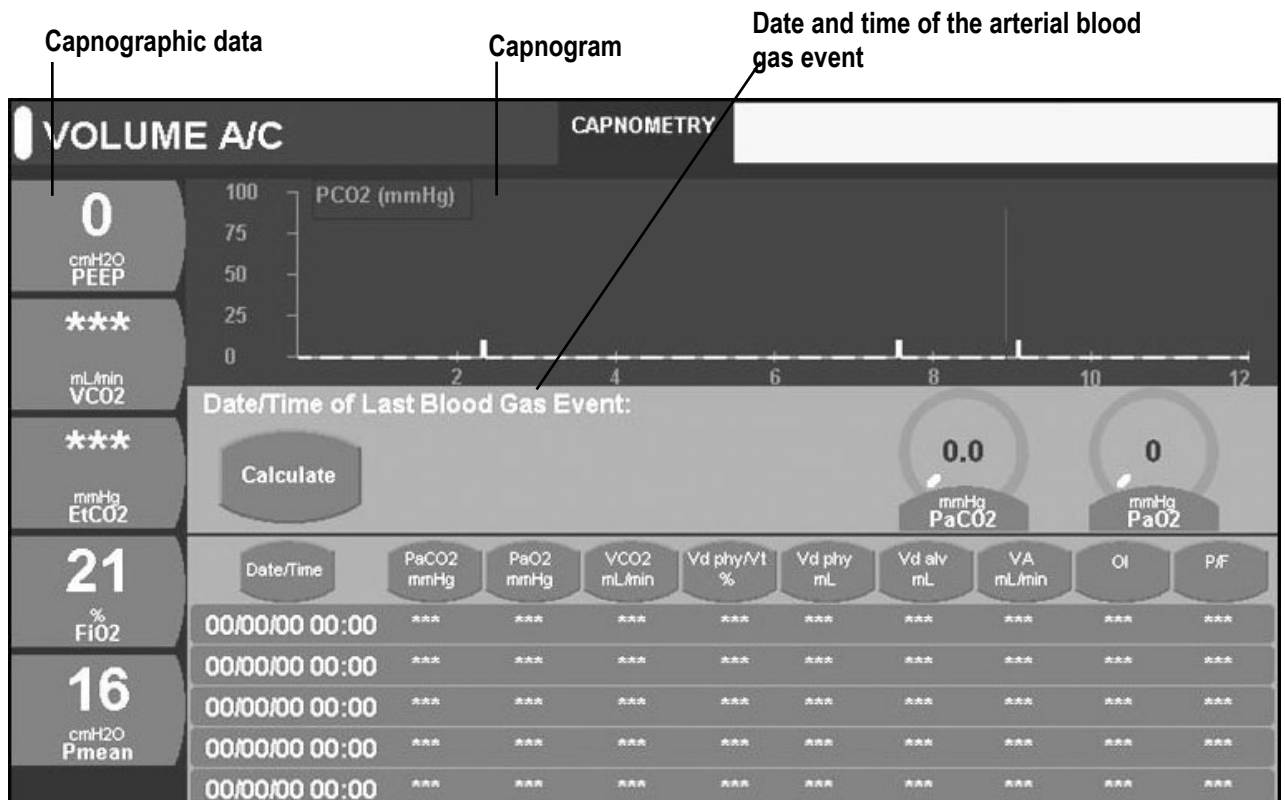 Capnographic data
Capnogram
Date and time of the arterial blood
gas event
VOLUME A/C
CAPNOMETRY
0
cmH2O
PEEP
***
mL/min
VCO2
***
mmHg
EtCO2
21
%
FiO2
16
cmH2O
Pmean
PCO2 (mmHg)
100
75
50
25
0
2 4 6 8 10 12
Date/Time of Last Blood Gas Event:
Calculate
0.0
mmHg
PaCO2
0
mmHg
PaO2
Date/Time PaCO2 mmHg PaO2 mmHg VCO2 mL/min Vd phy/Vt % Vd phy mL Vd alv mL VA mL/min OI P/F
00/00/00 00:00 *** *** *** *** *** *** *** *** ***
00/00/00 00:00 *** *** *** *** *** *** *** *** ***
00/00/00 00:00 *** *** *** *** *** *** *** *** ***
00/00/00 00:00 *** *** *** *** *** *** *** *** ***
00/00/00 00:00 *** *** *** *** *** *** *** *** ***